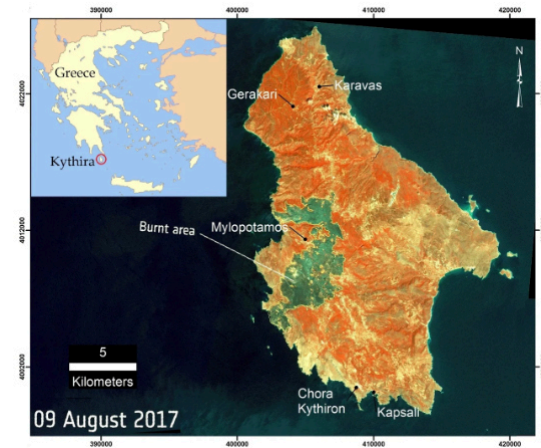 390000 400000 410000 420000
Greece
Kythira
N
4022000
4012000
4002000
Karavas
Gerakari
Mylopotamos
Burnt area
5
Kilometers
Chora
Kythiron
Kapsali
09 August 2017
390000 400000 410000 420000